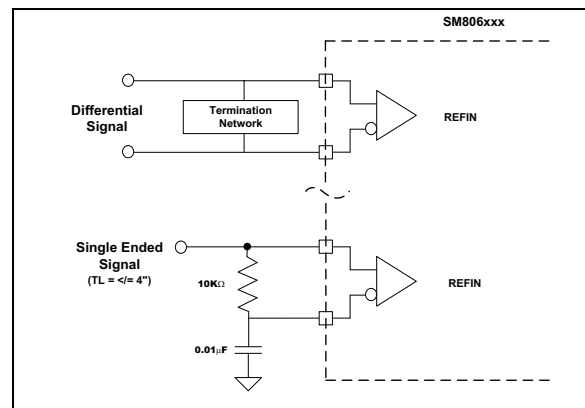 SM806xxx
Differential
Signal
Termination
Network
REFIN
Single Ended
Signal
(TL = </= 4")
10KΩ
REFIN
0.01µF